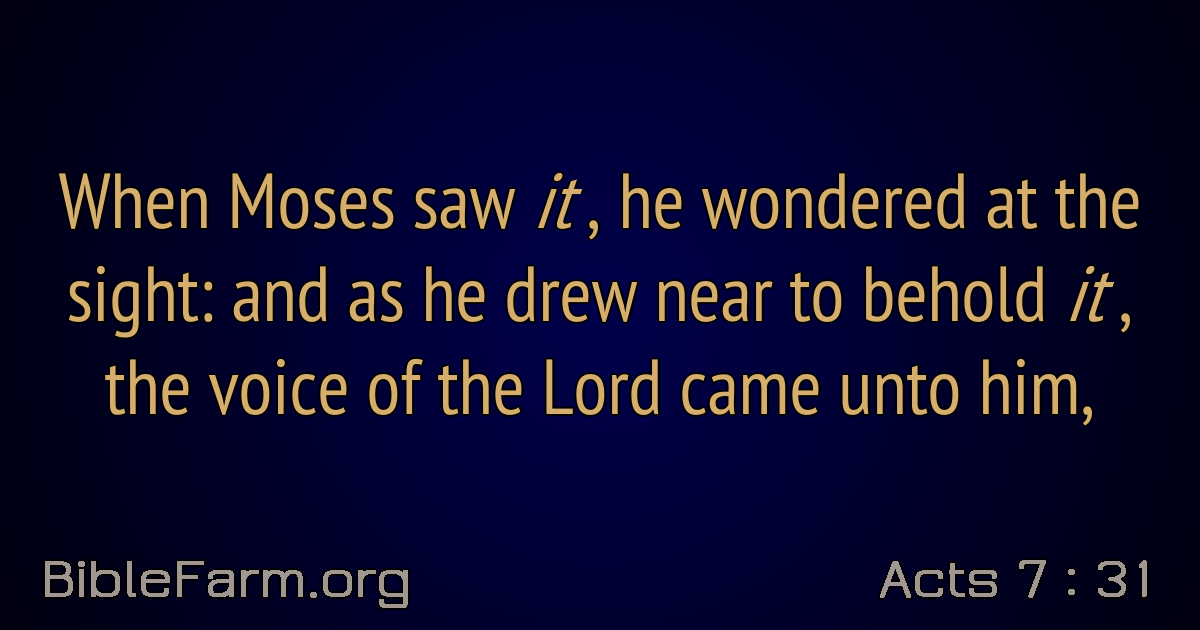 When Moses saw it, he wondered at the
sight: and as he drew near to behold it,
the voice of the Lord came unto him,
BibleFarm.org
Acts 7 : 31